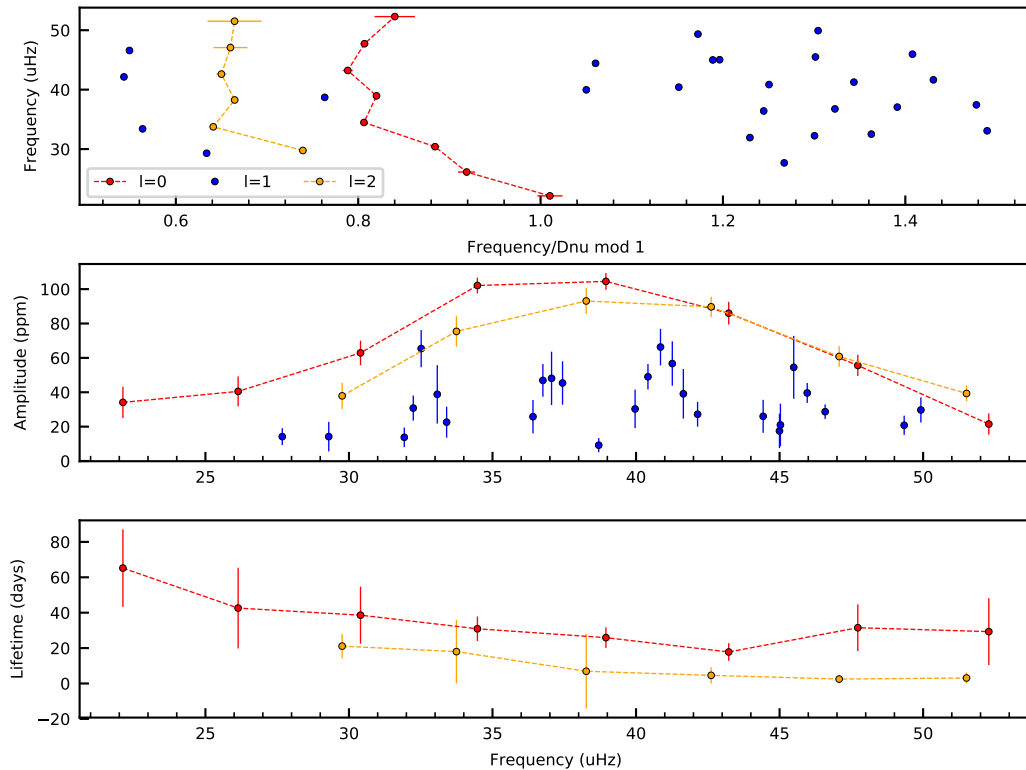 50
40
30
Frequency (uHz)
l=0 l=1 l=2
0.6 0.8 1.0 1.2 1.4
Frequency/Dnu mod 1
100
80
60
40
20
0
Amplitude (ppm)
25 30 35 40 45 50
80
60
40
20
0
−20
Lifetime (days)
25 30 35 40 45 50
Frequency (uHz)